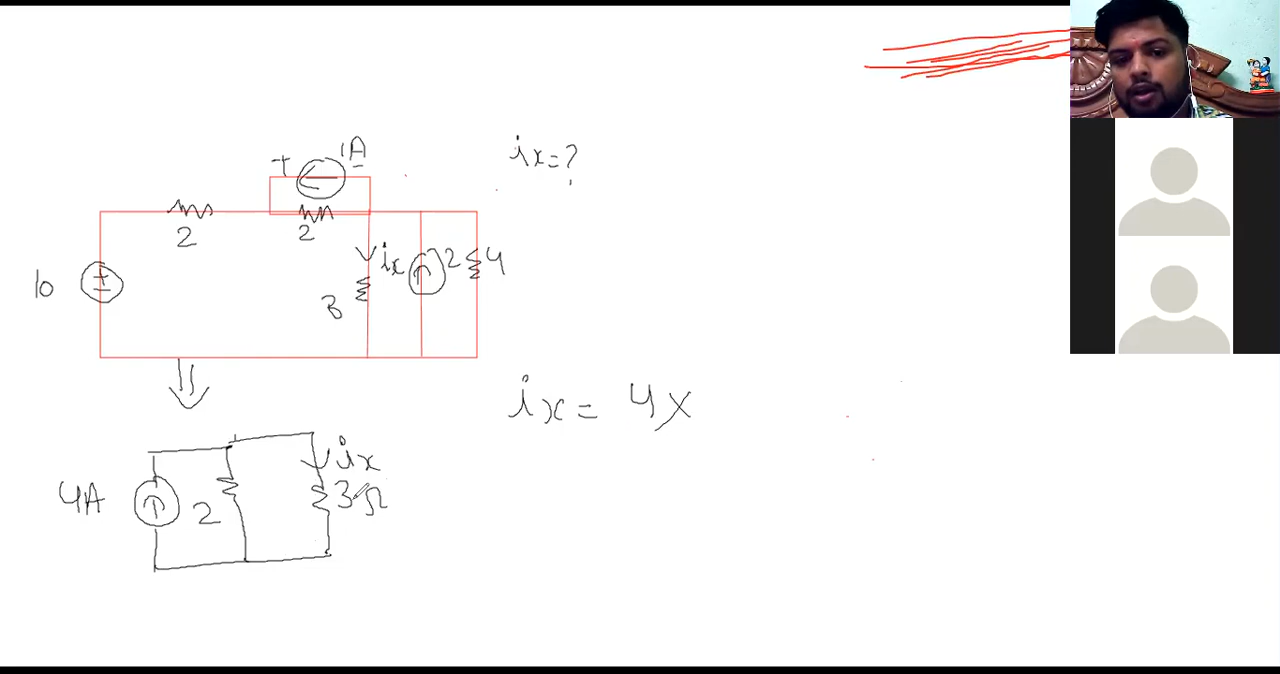 1A
+ -
ix=?
2
2
ix
2
4
10
+
-
3
ix = 4x
ix
4A
2
3Ω